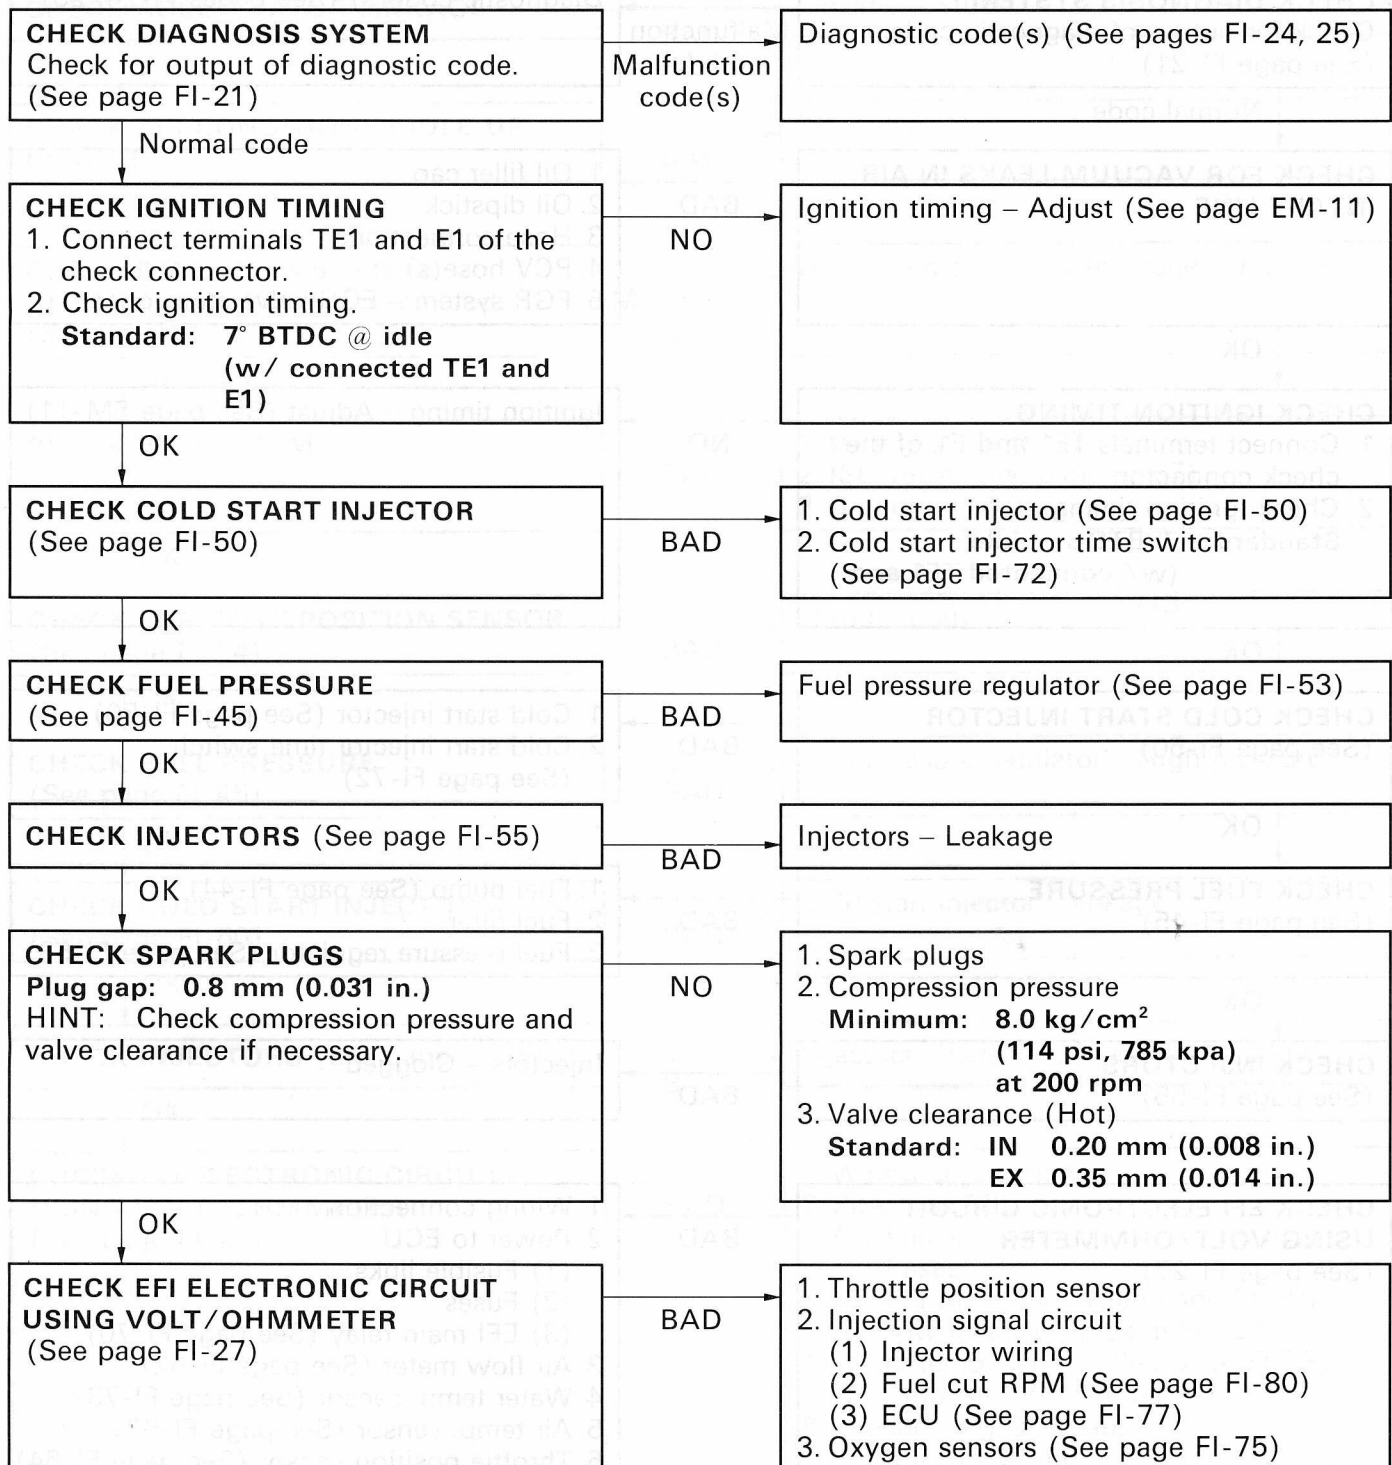 CHECK DIAGNOSIS SYSTEM
Check for output of diagnostic code.
(See page FI-21)
Malfunction
code(s)
Diagnostic code(s) (See pages FI-24, 25)
Normal code
CHECK IGNITION TIMING
1. Connect terminals TE1 and E1 of the
check connector.
2. Check ignition timing.
Standard: 7° BTDC @ idle
(w/ connected TE1 and
E1)
NO
Ignition timing – Adjust (See page EM-11)
OK
CHECK COLD START INJECTOR
(See page FI-50)
BAD
1. Cold start injector (See page FI-50)
2. Cold start injector time switch
(See page FI-72)
OK
CHECK FUEL PRESSURE
(See page FI-45)
BAD
Fuel pressure regulator (See page FI-53)
OK
CHECK INJECTORS (See page FI-55)
BAD
Injectors – Leakage
OK
CHECK SPARK PLUGS
Plug gap: 0.8 mm (0.031 in.)
HINT: Check compression pressure and
valve clearance if necessary.
NO
1. Spark plugs
2. Compression pressure
Minimum: 8.0 kg/cm²
(114 psi, 785 kpa)
at 200 rpm
3. Valve clearance (Hot)
Standard: IN 0.20 mm (0.008 in.)
EX 0.35 mm (0.014 in.)
OK
CHECK EFI ELECTRONIC CIRCUIT
USING VOLT/OHMMETER
(See page FI-27)
BAD
1. Throttle position sensor
2. Injection signal circuit
(1) Injector wiring
(2) Fuel cut RPM (See page FI-80)
(3) ECU (See page FI-77)
3. Oxygen sensors (See page FI-75)